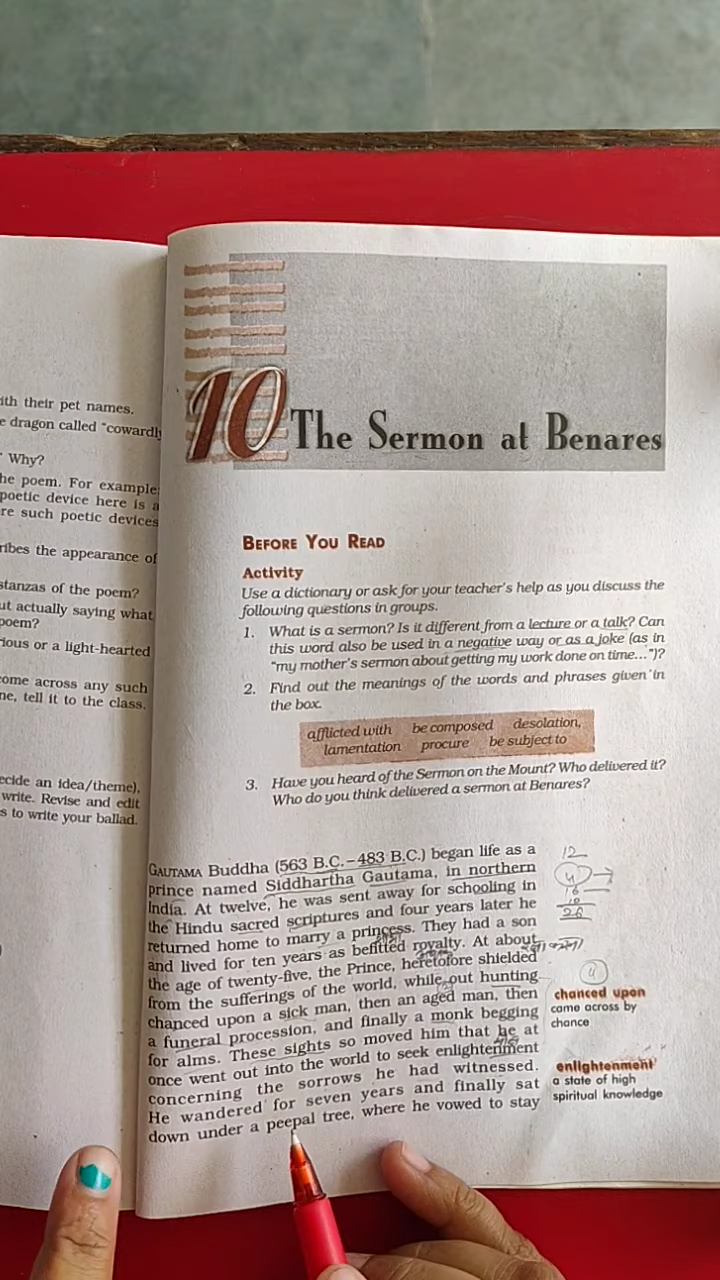 ith their pet names.
e dragon called "cowardly
Why?
he poem. For example
poetic device here is a
re such poetic devices
ribes the appearance of
stanzas of the poem?
ut actually saying what
poem?
ious or a light-hearted
ome across any such
ne, tell it to the class.
ecide an idea/theme),
write. Revise and edit
s to write your ballad.
10 The Sermon at Benares
BEFORE YOU READ
Activity
Use a dictionary or ask for your teacher's help as you discuss the
following questions in groups.
1. What is a sermon? Is it different from a lecture or a talk? Can
this word also be used in a negative way or as a joke (as in
"my mother's sermon about getting my work done on time...")?
2. Find out the meanings of the words and phrases given in
the box.
afflicted with be composed desolation,
lamentation procure be subject to
3. Have you heard of the Sermon on the Mount? Who delivered it?
Who do you think delivered a sermon at Benares?
GAUTAMA Buddha (563 B.C.–483 B.C.) began life as a
prince named Siddhartha Gautama, in northern
India. At twelve, he was sent away for schooling in
the Hindu sacred scriptures and four years later he
returned home to marry a princess. They had a son
and lived for ten years as befitted royalty. At about
the age of twenty-five, the Prince, heretofore shielded
from the sufferings of the world, while out hunting
chanced upon a sick man, then an aged man, then
a funeral procession, and finally a monk begging
for alms. These sights so moved him that he at
once went out into the world to seek enlightenment
concerning the sorrows he had witnessed.
He wandered for seven years and finally sat
down under a peepal tree, where he vowed to stay
12
4
16
10
26
4
chanced upon
came across by
chance
enlightenment
a state of high
spiritual knowledge